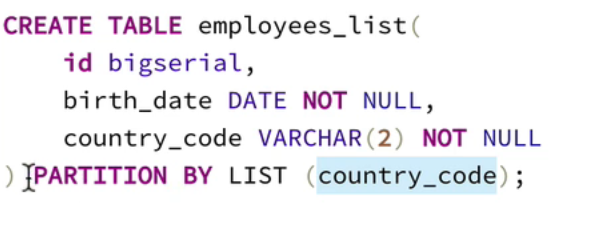 CREATE TABLE employees_list(
id bigserial,
birth_date DATE NOT NULL,
country_code VARCHAR(2) NOT NULL
) PARTITION BY LIST (country_code);